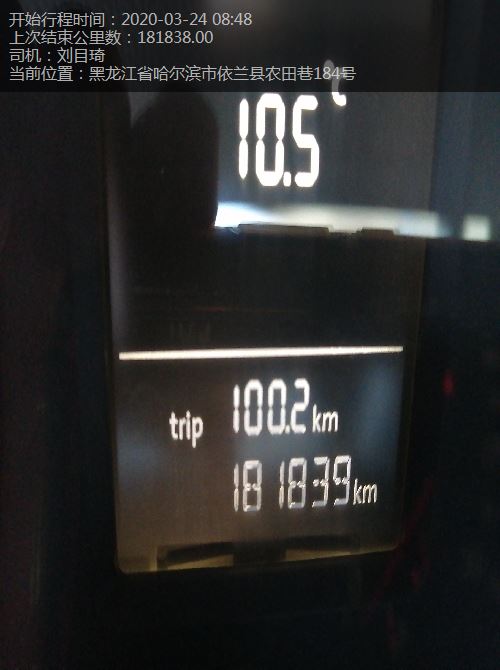 开始行程时间：2020-03-24 08:48
上次结束公里数：181838.00
司机：刘目琦
当前位置：黑龙江省哈尔滨市依兰县农田巷184号
10.5℃
trip 100.2 km
181839 km